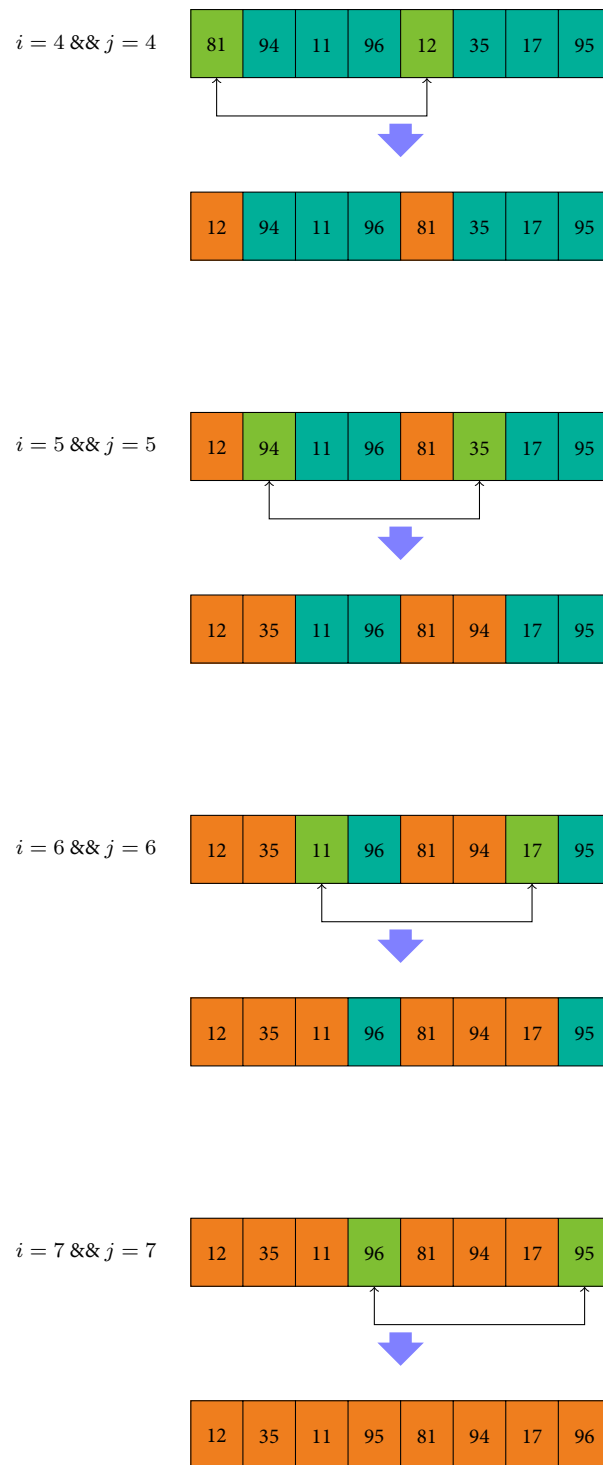 i = 4 && j = 4 81 94 11 96 12 35 17 95
12 94 11 96 81 35 17 95
i = 5 && j = 5 12 94 11 96 81 35 17 95
12 35 11 96 81 94 17 95
i = 6 && j = 6 12 35 11 96 81 94 17 95
12 35 11 96 81 94 17 95
i = 7 && j = 7 12 35 11 96 81 94 17 95
12 35 11 95 81 94 17 96